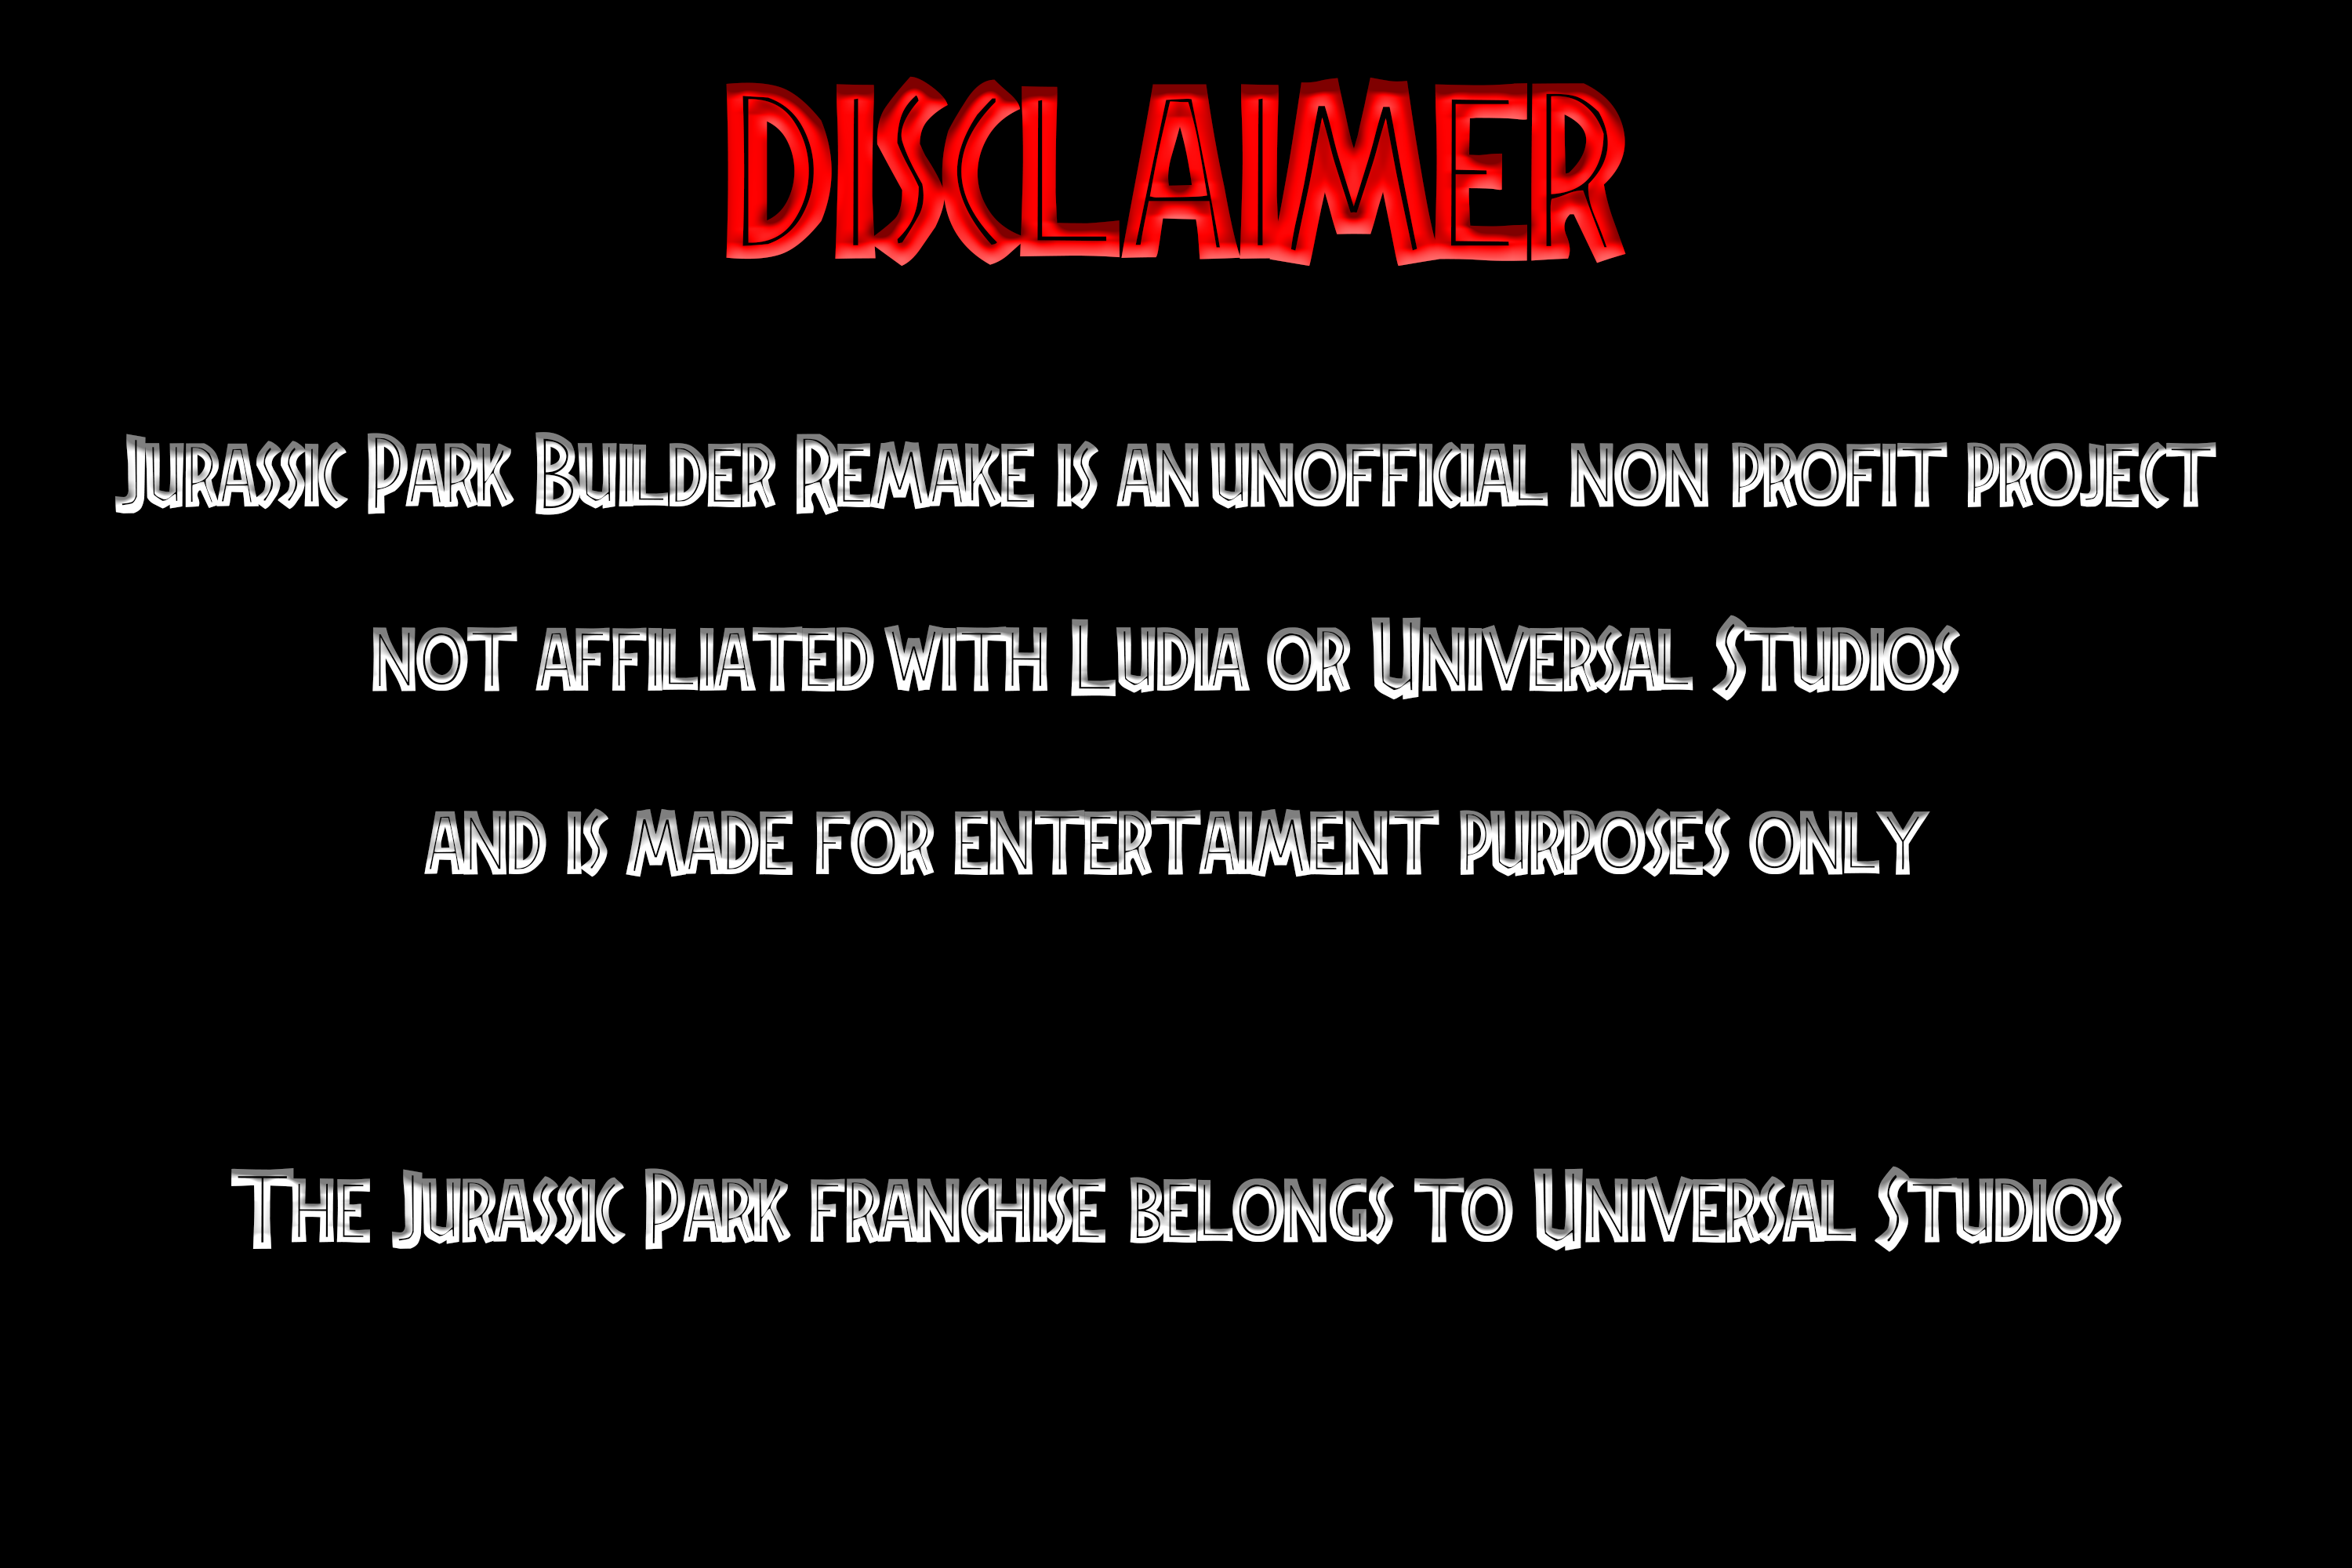 DISCLAIMER
Jurassic Park Builder Remake is an unofficial non profit project
not affiliated with Ludia or Universal Studios
and is made for entertaiment purposes only
The Jurassic Park franchise belongs to Universal Studios